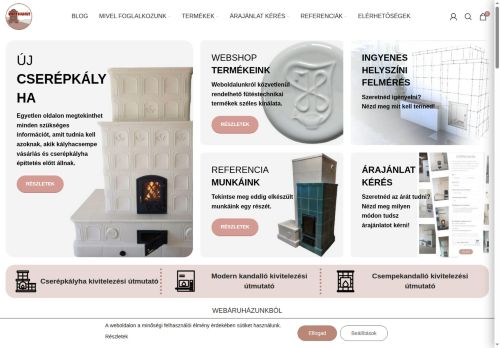 BLOG
MIVEL FOGLALKOZUNK
TERMÉKEK
ÁRAJÁNLAT KÉRÉS
REFERENCIÁK
ELÉRHETŐSÉGEK
ÚJ
CSERÉPKÁLY
HA
Egyetlen oldalon megtekinthet
minden szükséges
információt, amit tudnia kell
azoknak, akik kályhacsempe
vásárlás és cserépkályha
építtetés előtt állnak.
RÉSZLETEK
WEBSHOP
TERMÉKEINK
Weboldalunkról közvetlenül
rendelhető fűtéstechnikai
termékek széles kínálata.
RÉSZLETEK
INGYENES
HELYSZÍNI
FELMÉRÉS
Szeretnéd igényelni?
Nézd meg mit kell tenned!
REFERENCIA
MUNKÁINK
Tekintse meg eddig elkészült
munkáink egy részét.
RÉSZLETEK
ÁRAJÁNLAT
KÉRÉS
Szeretnéd az árat tudni?
Nézd meg milyen
módon tudsz
árajánlatot kérni!
Cserépkályha kivitelezési útmutató
Modern kandalló kivitelezési
útmutató
Csempekandalló kivitelezési
útmutató
WEBÁRUHÁZUNKBÓL
A weboldalon a minőségi felhasználói élmény érdekében sütiket használunk.
Részletek
Elfogad
Beállítások